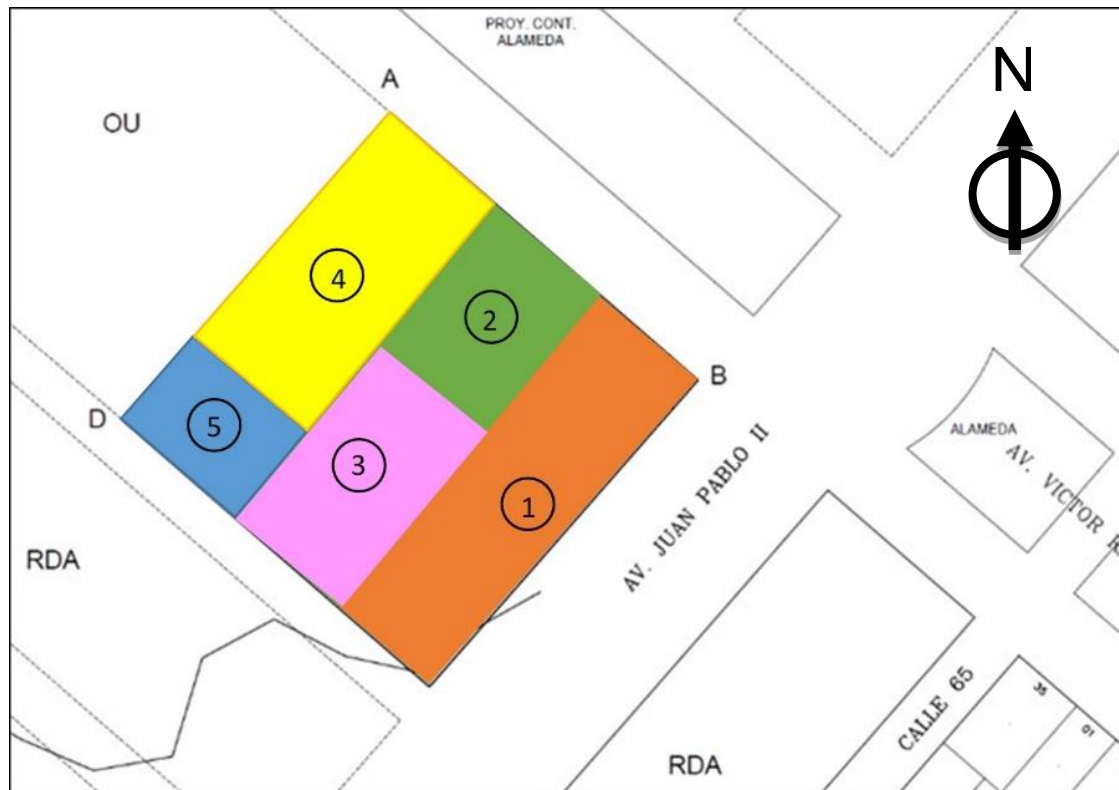 PROY. CONT.
ALAMEDA
N
A
OU
4
2
B
D
5
ALAMEDA
3
AV. JUAN PABLO II
AV. VICTOR R
1
RDA
35
CALLE 65
01
RDA